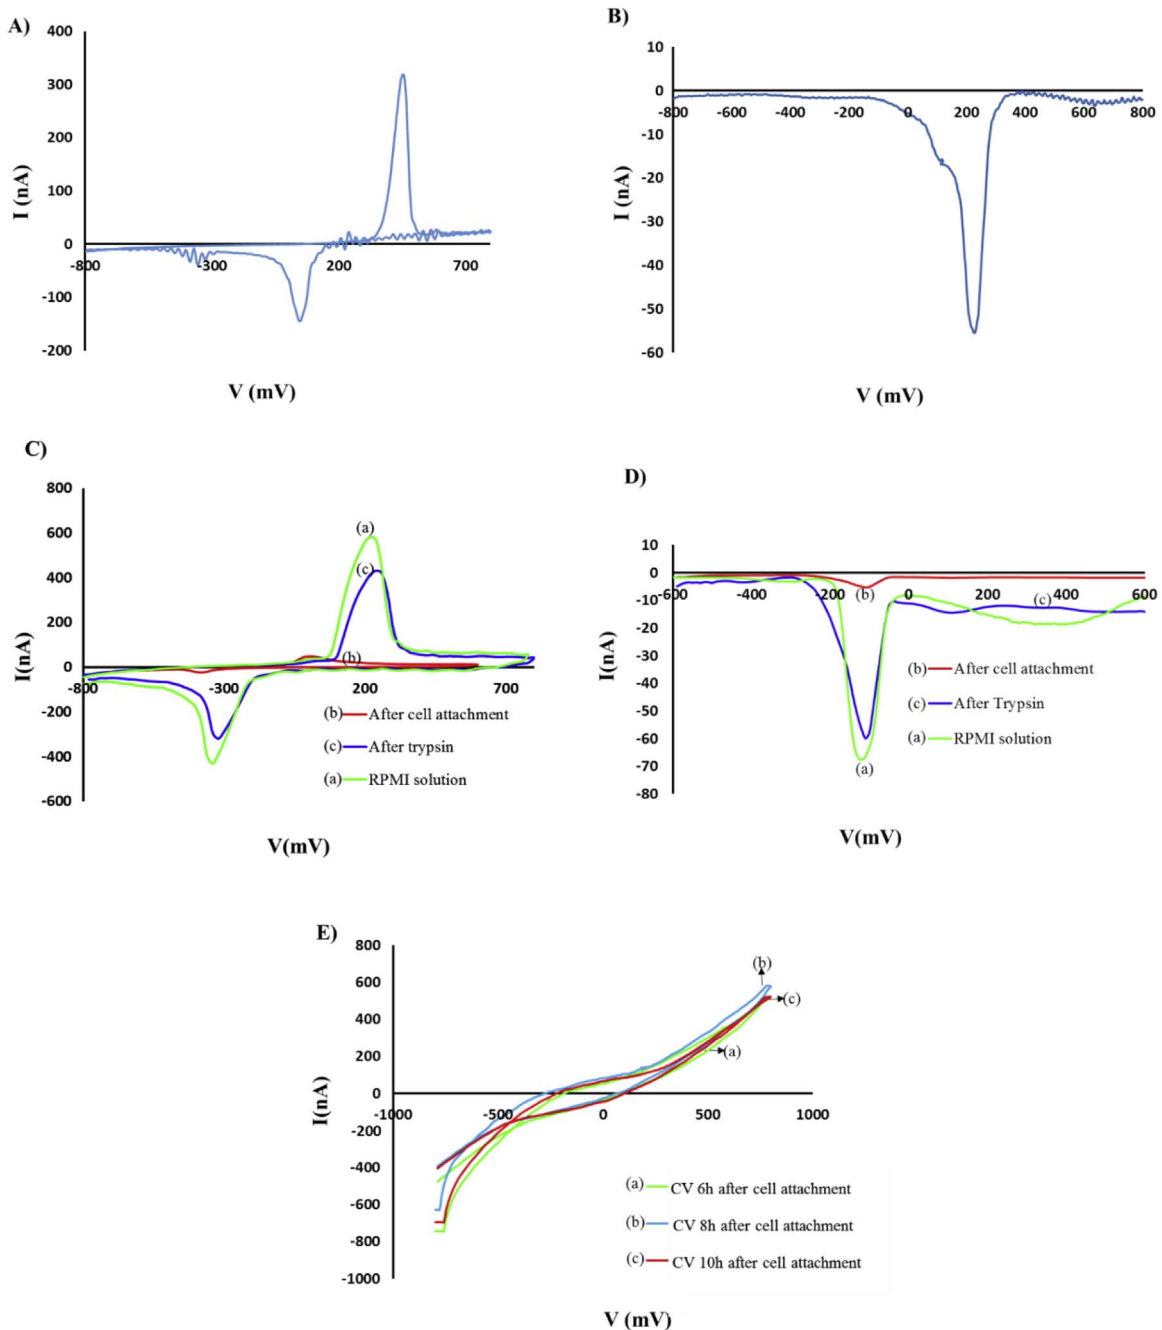 A)
400
300
200
100
0
-100
-200
-800
-300
200
700
I (nA)
V (mV)
B)
10
0
-10
-20
-30
-40
-50
-60
-800
-600
-400
-200
0
200
400
600
800
I (nA)
V (mV)
C)
800
600
400
200
0
-200
-400
-600
-800
-300
200
700
(a)
(c)
(b)
I(nA)
(b) After cell attachment
(c) After trypsin
(a) RPMI solution
V(mV)
D)
10
0
-10
-20
-30
-40
-50
-60
-70
-80
-600
-400
-200
0
200
400
600
(b)
(c)
(a)
I(nA)
(b) After cell attachment
(c) After Trypsin
(a) RPMI solution
V(mV)
E)
800
600
400
200
0
-200
-400
-600
-800
-1000
-1000
-500
0
500
1000
(b)
(c)
(a)
I(nA)
(a) CV 6h after cell attachment
(b) CV 8h after cell attachment
(c) CV 10h after cell attachment
V (mV)